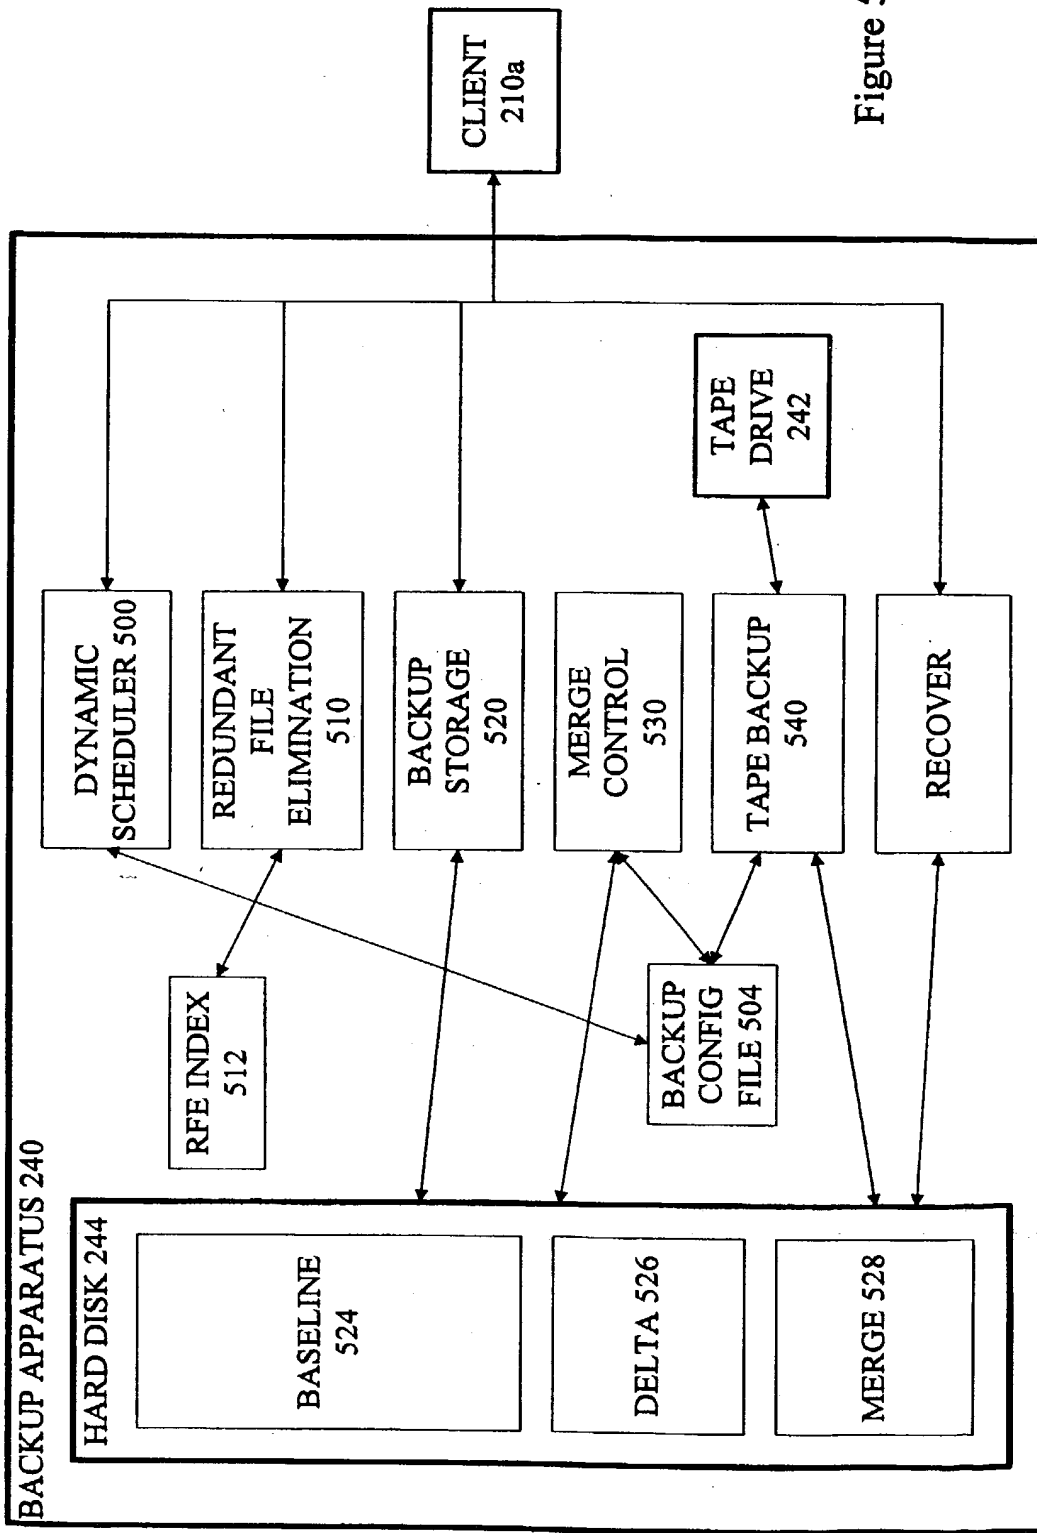 BACKUP APPARATUS 240
HARD DISK 244
BASELINE
524
DELTA 526
MERGE 528
RFE INDEX
512
BACKUP
CONFIG
FILE 504
DYNAMIC
SCHEDULER 500
REDUNDANT
FILE
ELIMINATION
510
BACKUP
STORAGE
520
MERGE
CONTROL
530
TAPE BACKUP
540
RECOVER
TAPE
DRIVE
242
CLIENT
210a
Figure 5